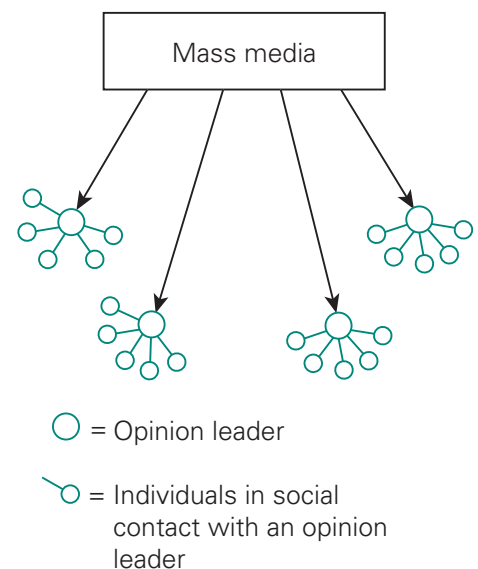 Mass media
= Opinion leader
= Individuals in social
contact with an opinion
leader